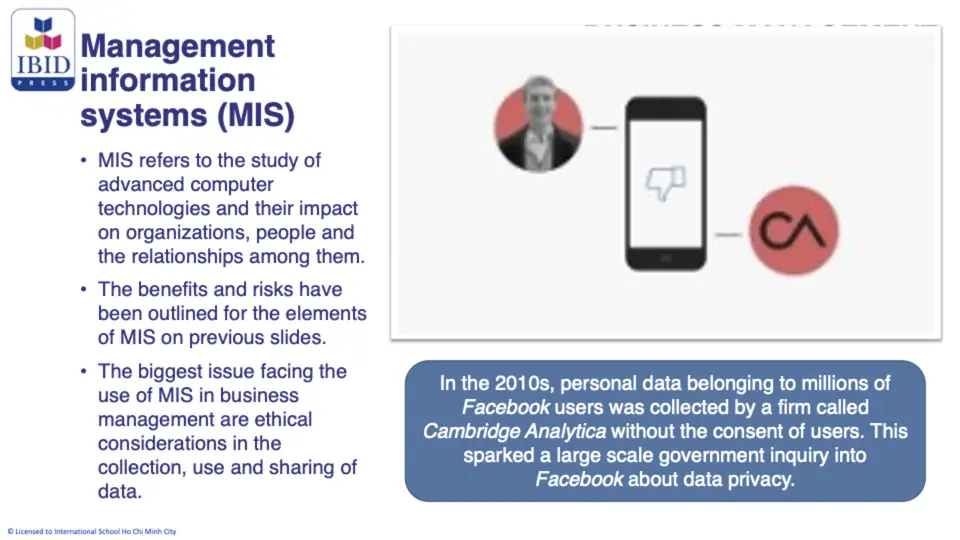 IBID
PRESS
Management
information
systems (MIS)
• MIS refers to the study of
advanced computer
technologies and their impact
on organizations, people and
the relationships among them.
• The benefits and risks have
been outlined for the elements
of MIS on previous slides.
• The biggest issue facing the
use of MIS in business
management are ethical
considerations in the
collection, use and sharing of
data.
CA
In the 2010s, personal data belonging to millions of
Facebook users was collected by a firm called
Cambridge Analytica without the consent of users. This
sparked a large scale government inquiry into
Facebook about data privacy.
© Licensed to International School Ho Chi Minh City